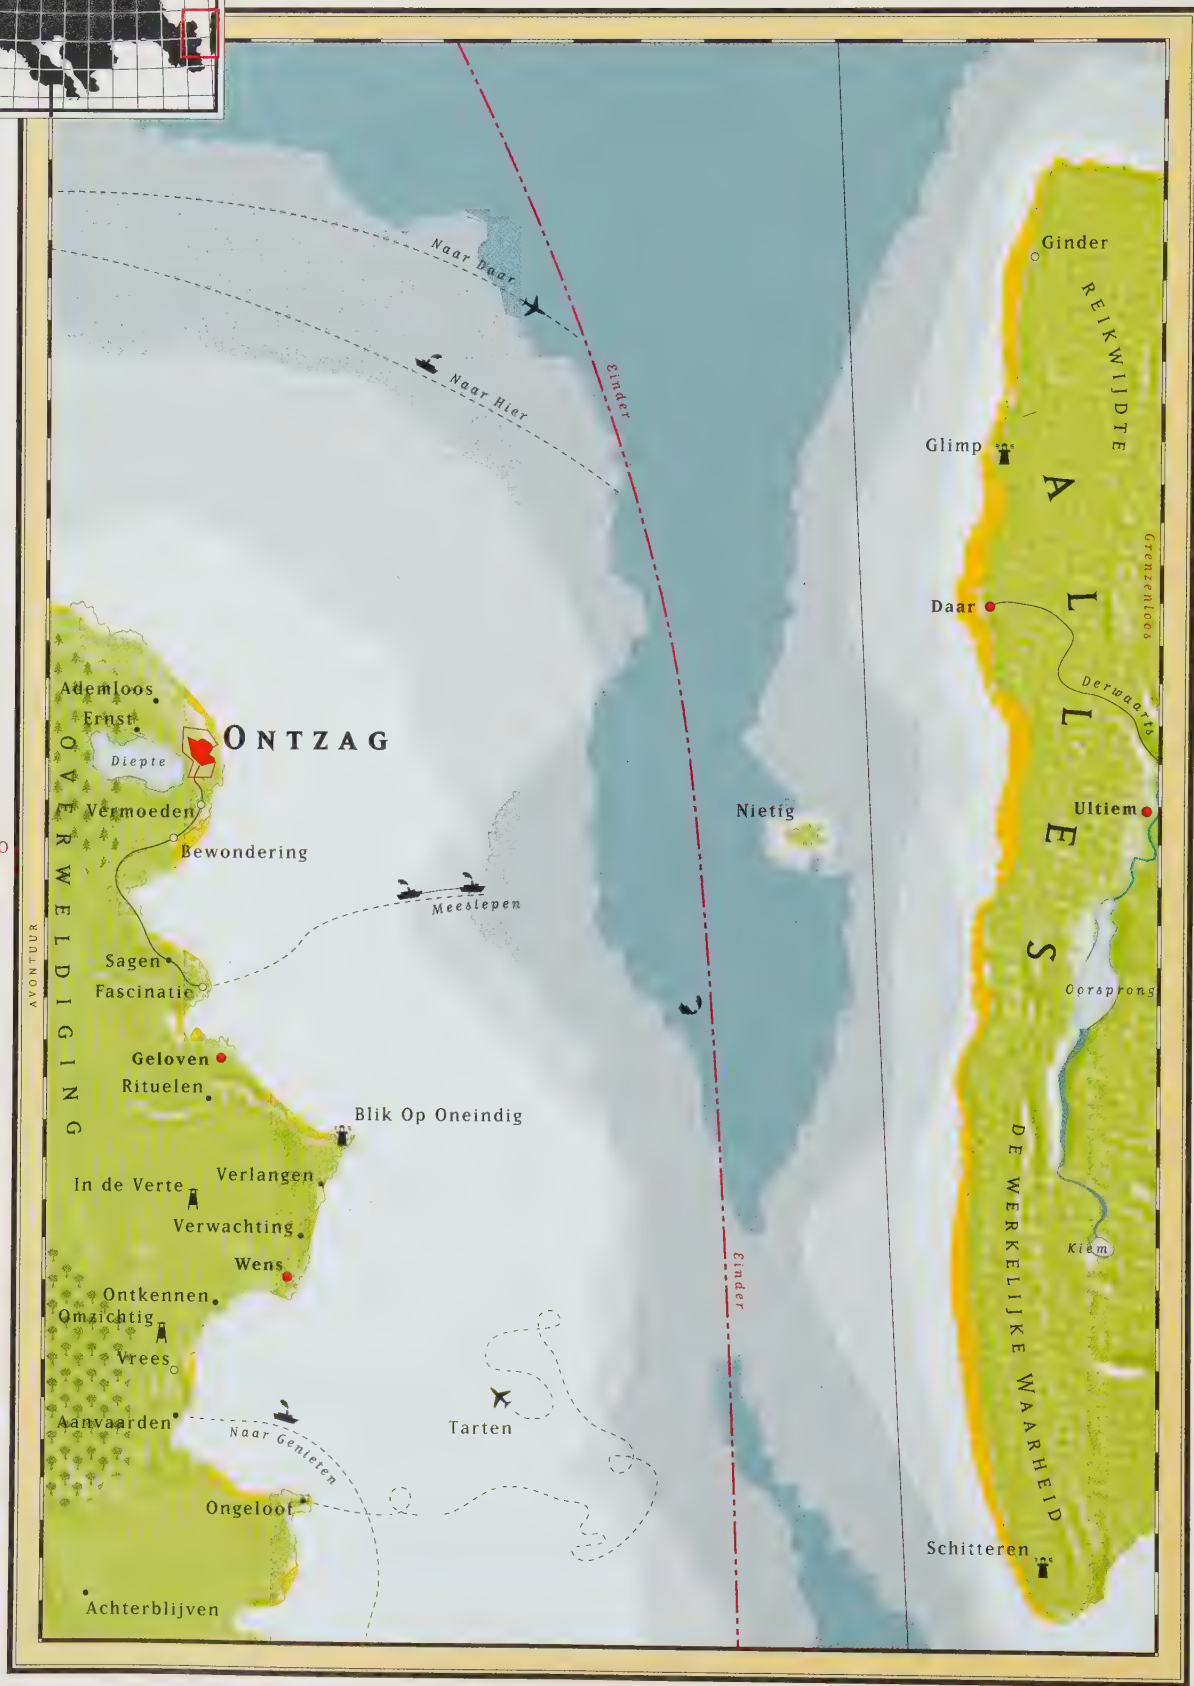 Naar Daar
Naar Hier
Einder
Ginder
REIKWIJDTE
Glimp
ALLES
Grenzenloos
Daar
Derwaarts
Ademloos
Ernst
ONTZAG
Diepte
OVERWELDIGING
Vermoeden
Bewondering
Nietig
Ultiem
Meeslepen
AVONTUUR
Sagen
Fascinatie
Oorsprong
Geloven
Rituelen
Blik Op Oneindig
DE WERKELIJKE WAARHEID
In de Verte
Verlangen
Verwachting
Wens
Kiem
Einder
Ontkennen
Omzichtig
Vrees
Aanvaarden
Naar Genieten
Tarten
Ongeloof
Schitteren
Achterblijven